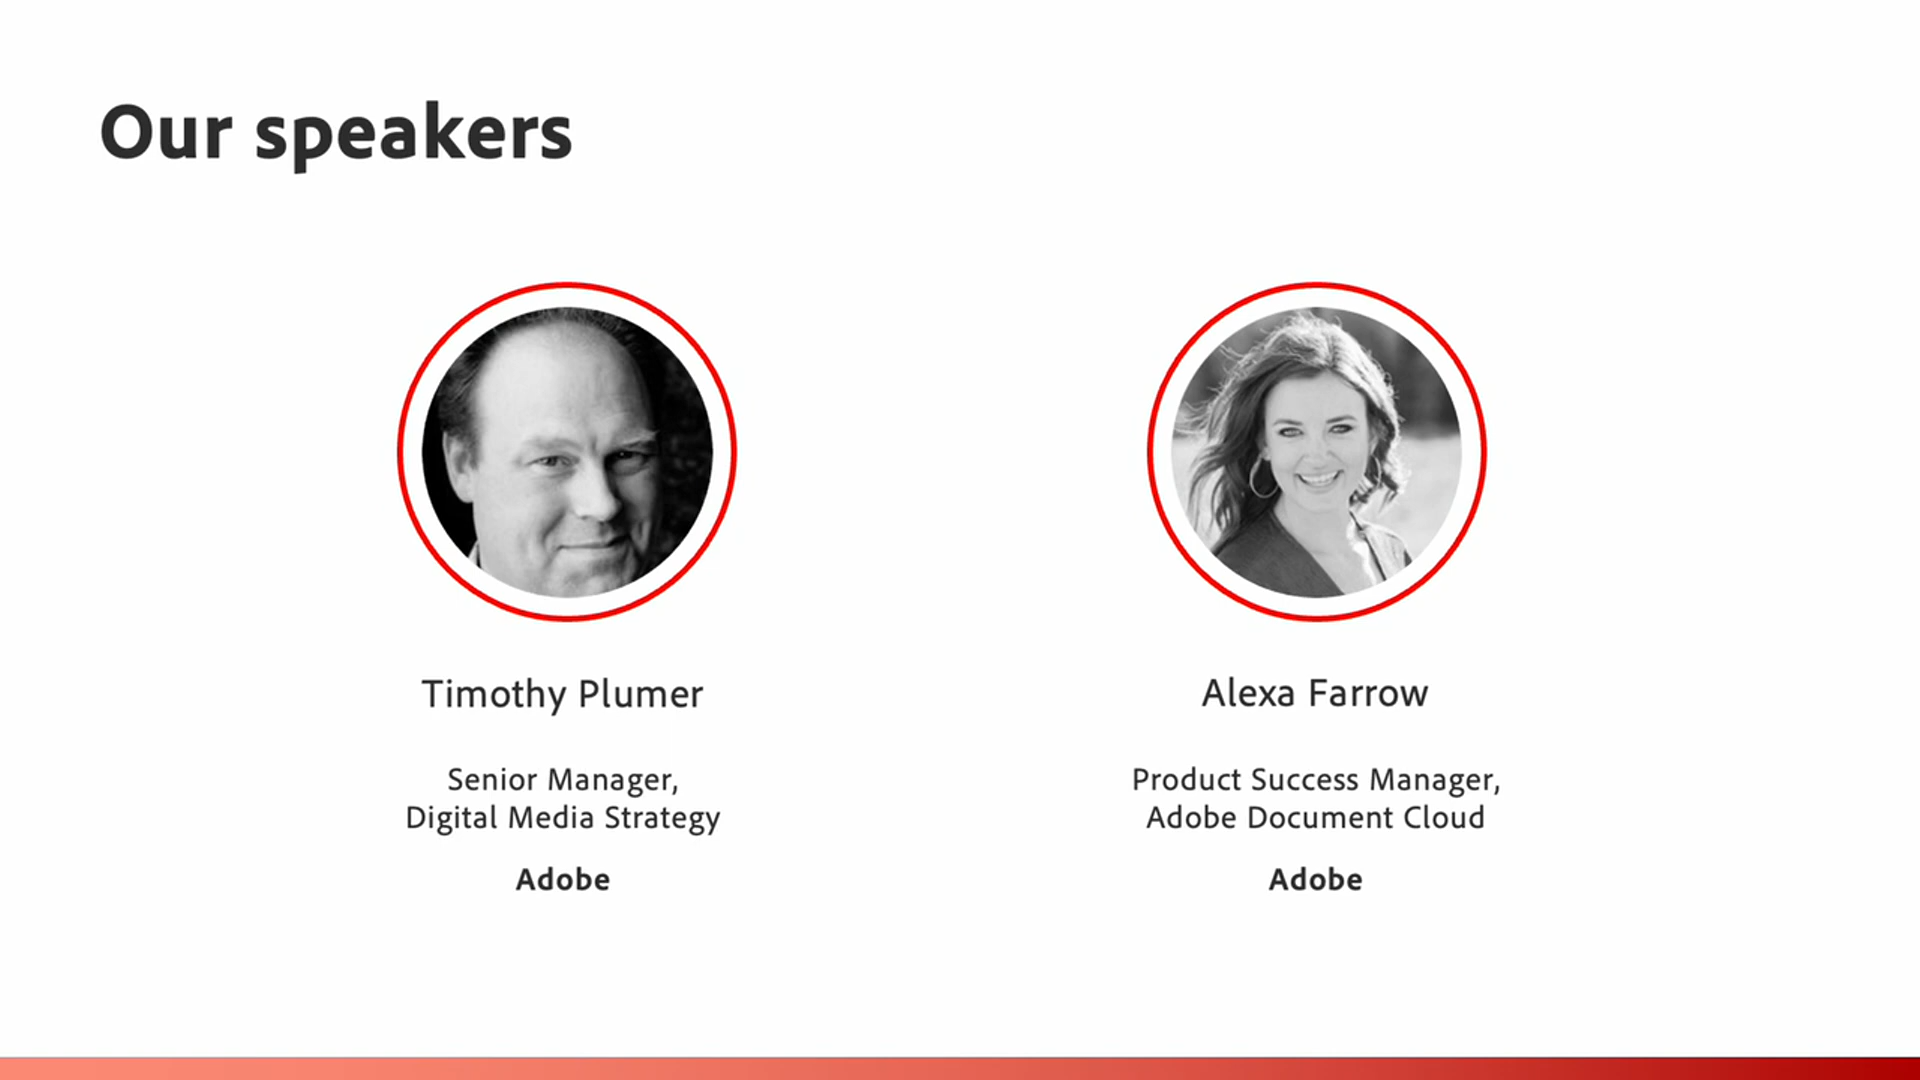 Our speakers
Timothy Plumer
Senior Manager,
Digital Media Strategy
Adobe
Alexa Farrow
Product Success Manager,
Adobe Document Cloud
Adobe